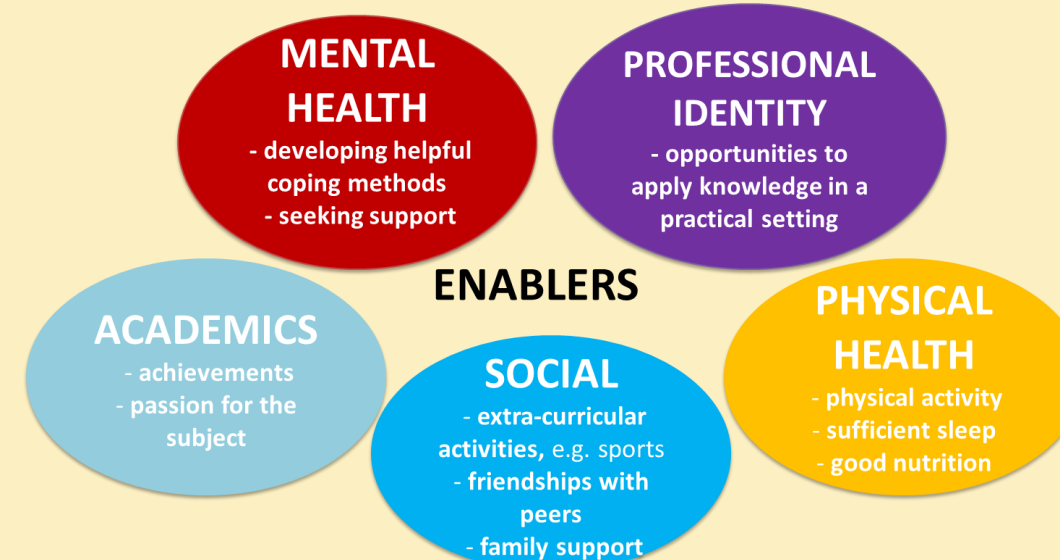 MENTAL
HEALTH
- developing helpful
coping methods
- seeking support
PROFESSIONAL
IDENTITY
- opportunities to
apply knowledge in a
practical setting
ENABLERS
ACADEMICS
- achievements
- passion for the
subject
SOCIAL
- extra-curricular
activities, e.g. sports
- friendships with
peers
- family support
PHYSICAL
HEALTH
- physical activity
- sufficient sleep
- good nutrition